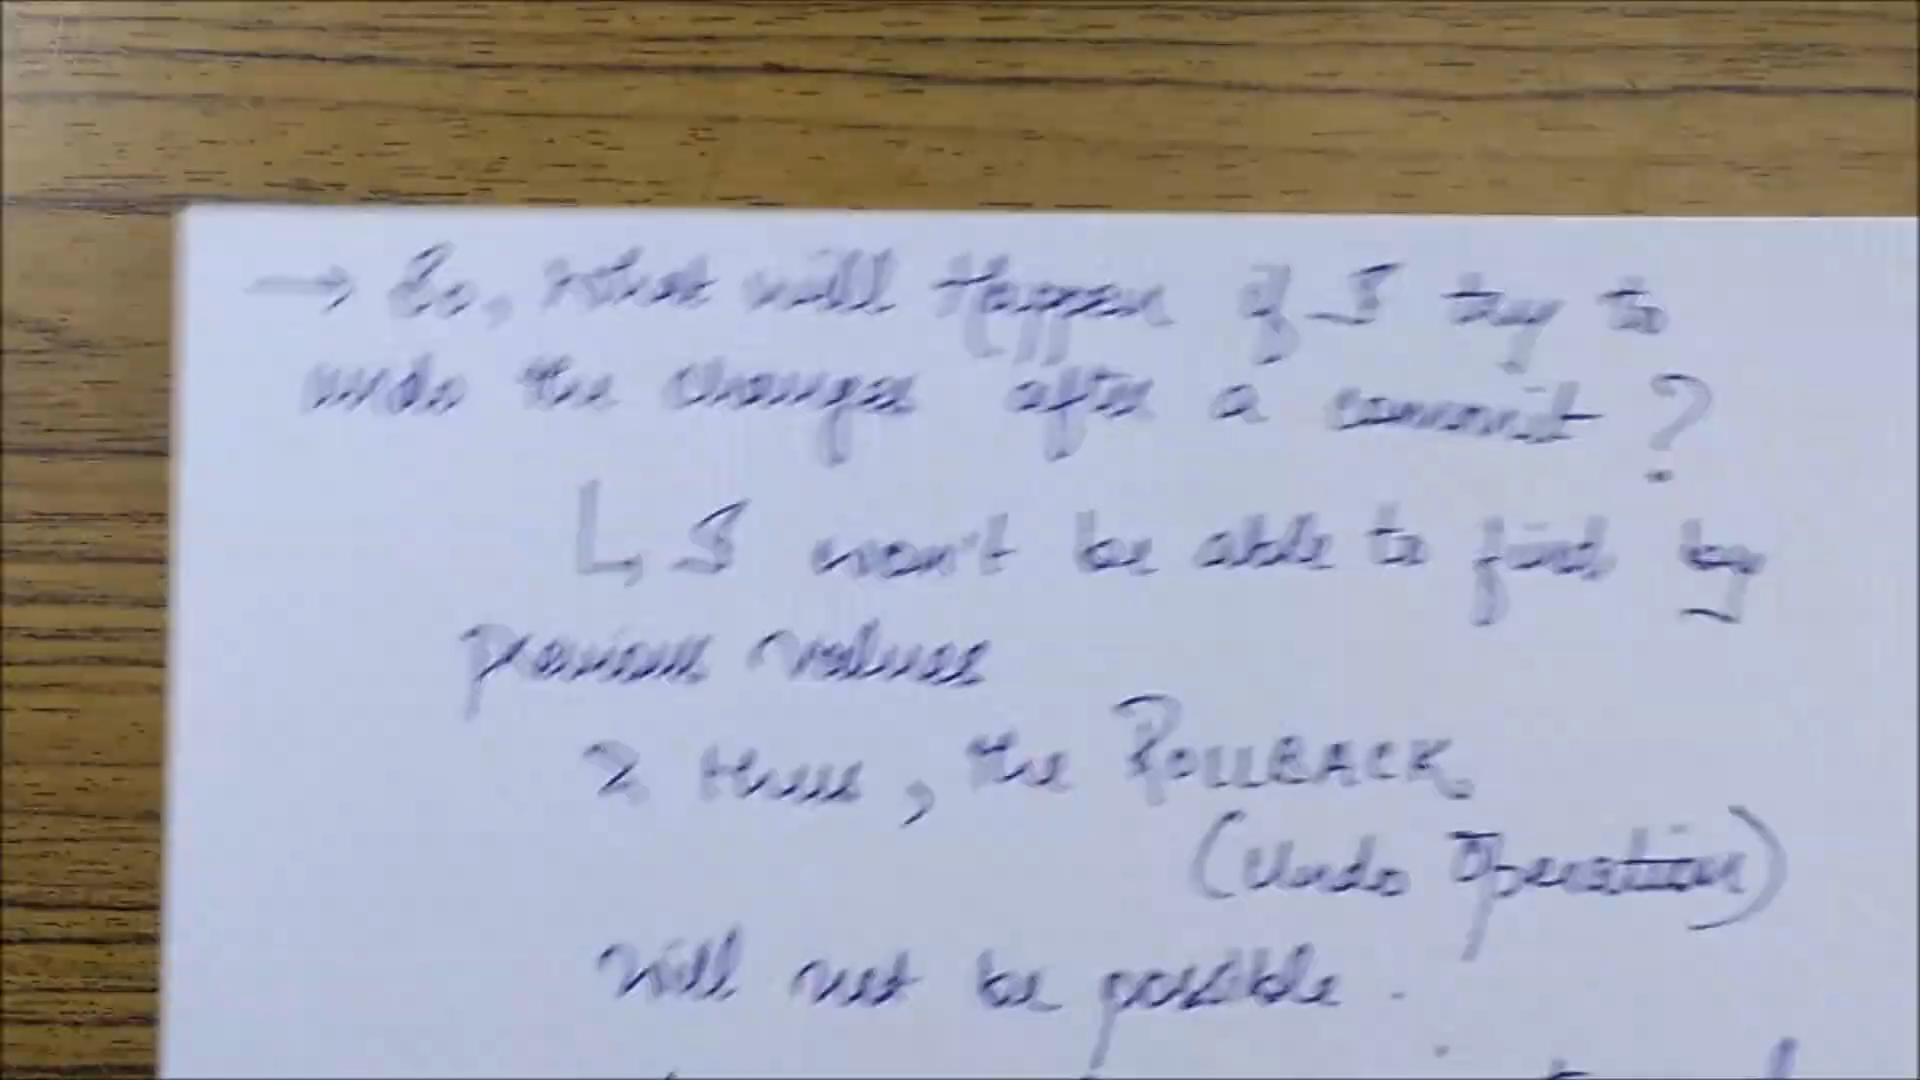 → So, what will Happen if I try to
undo the changes after a commit ?
↳ I won't be able to find my
previous values
& thus, the ROLLBACK
(Undo Operation)
will not be possible.